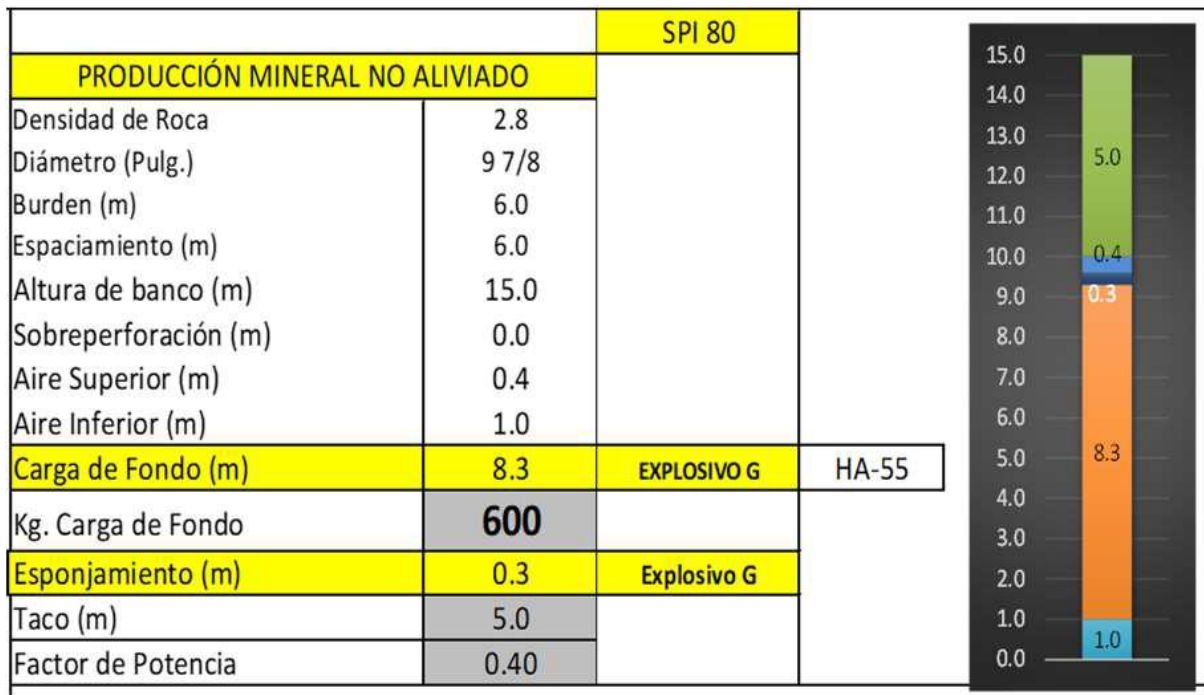 SPI 80
PRODUCCIÓN MINERAL NO ALIVIADO
Densidad de Roca 2.8
Diámetro (Pulg.) 9 7/8
Burden (m) 6.0
Espaciamiento (m) 6.0
Altura de banco (m) 15.0
Sobreperforación (m) 0.0
Aire Superior (m) 0.4
Aire Inferior (m) 1.0
Carga de Fondo (m) 8.3 EXPLOSIVO G HA-55
Kg. Carga de Fondo 600
Esponjamiento (m) 0.3 Explosivo G
Taco (m) 5.0
Factor de Potencia 0.40
15.0
14.0
13.0
5.0
12.0
11.0
10.0 0.4
9.0 0.3
8.0
7.0
6.0
5.0 8.3
4.0
3.0
2.0
1.0
1.0
0.0